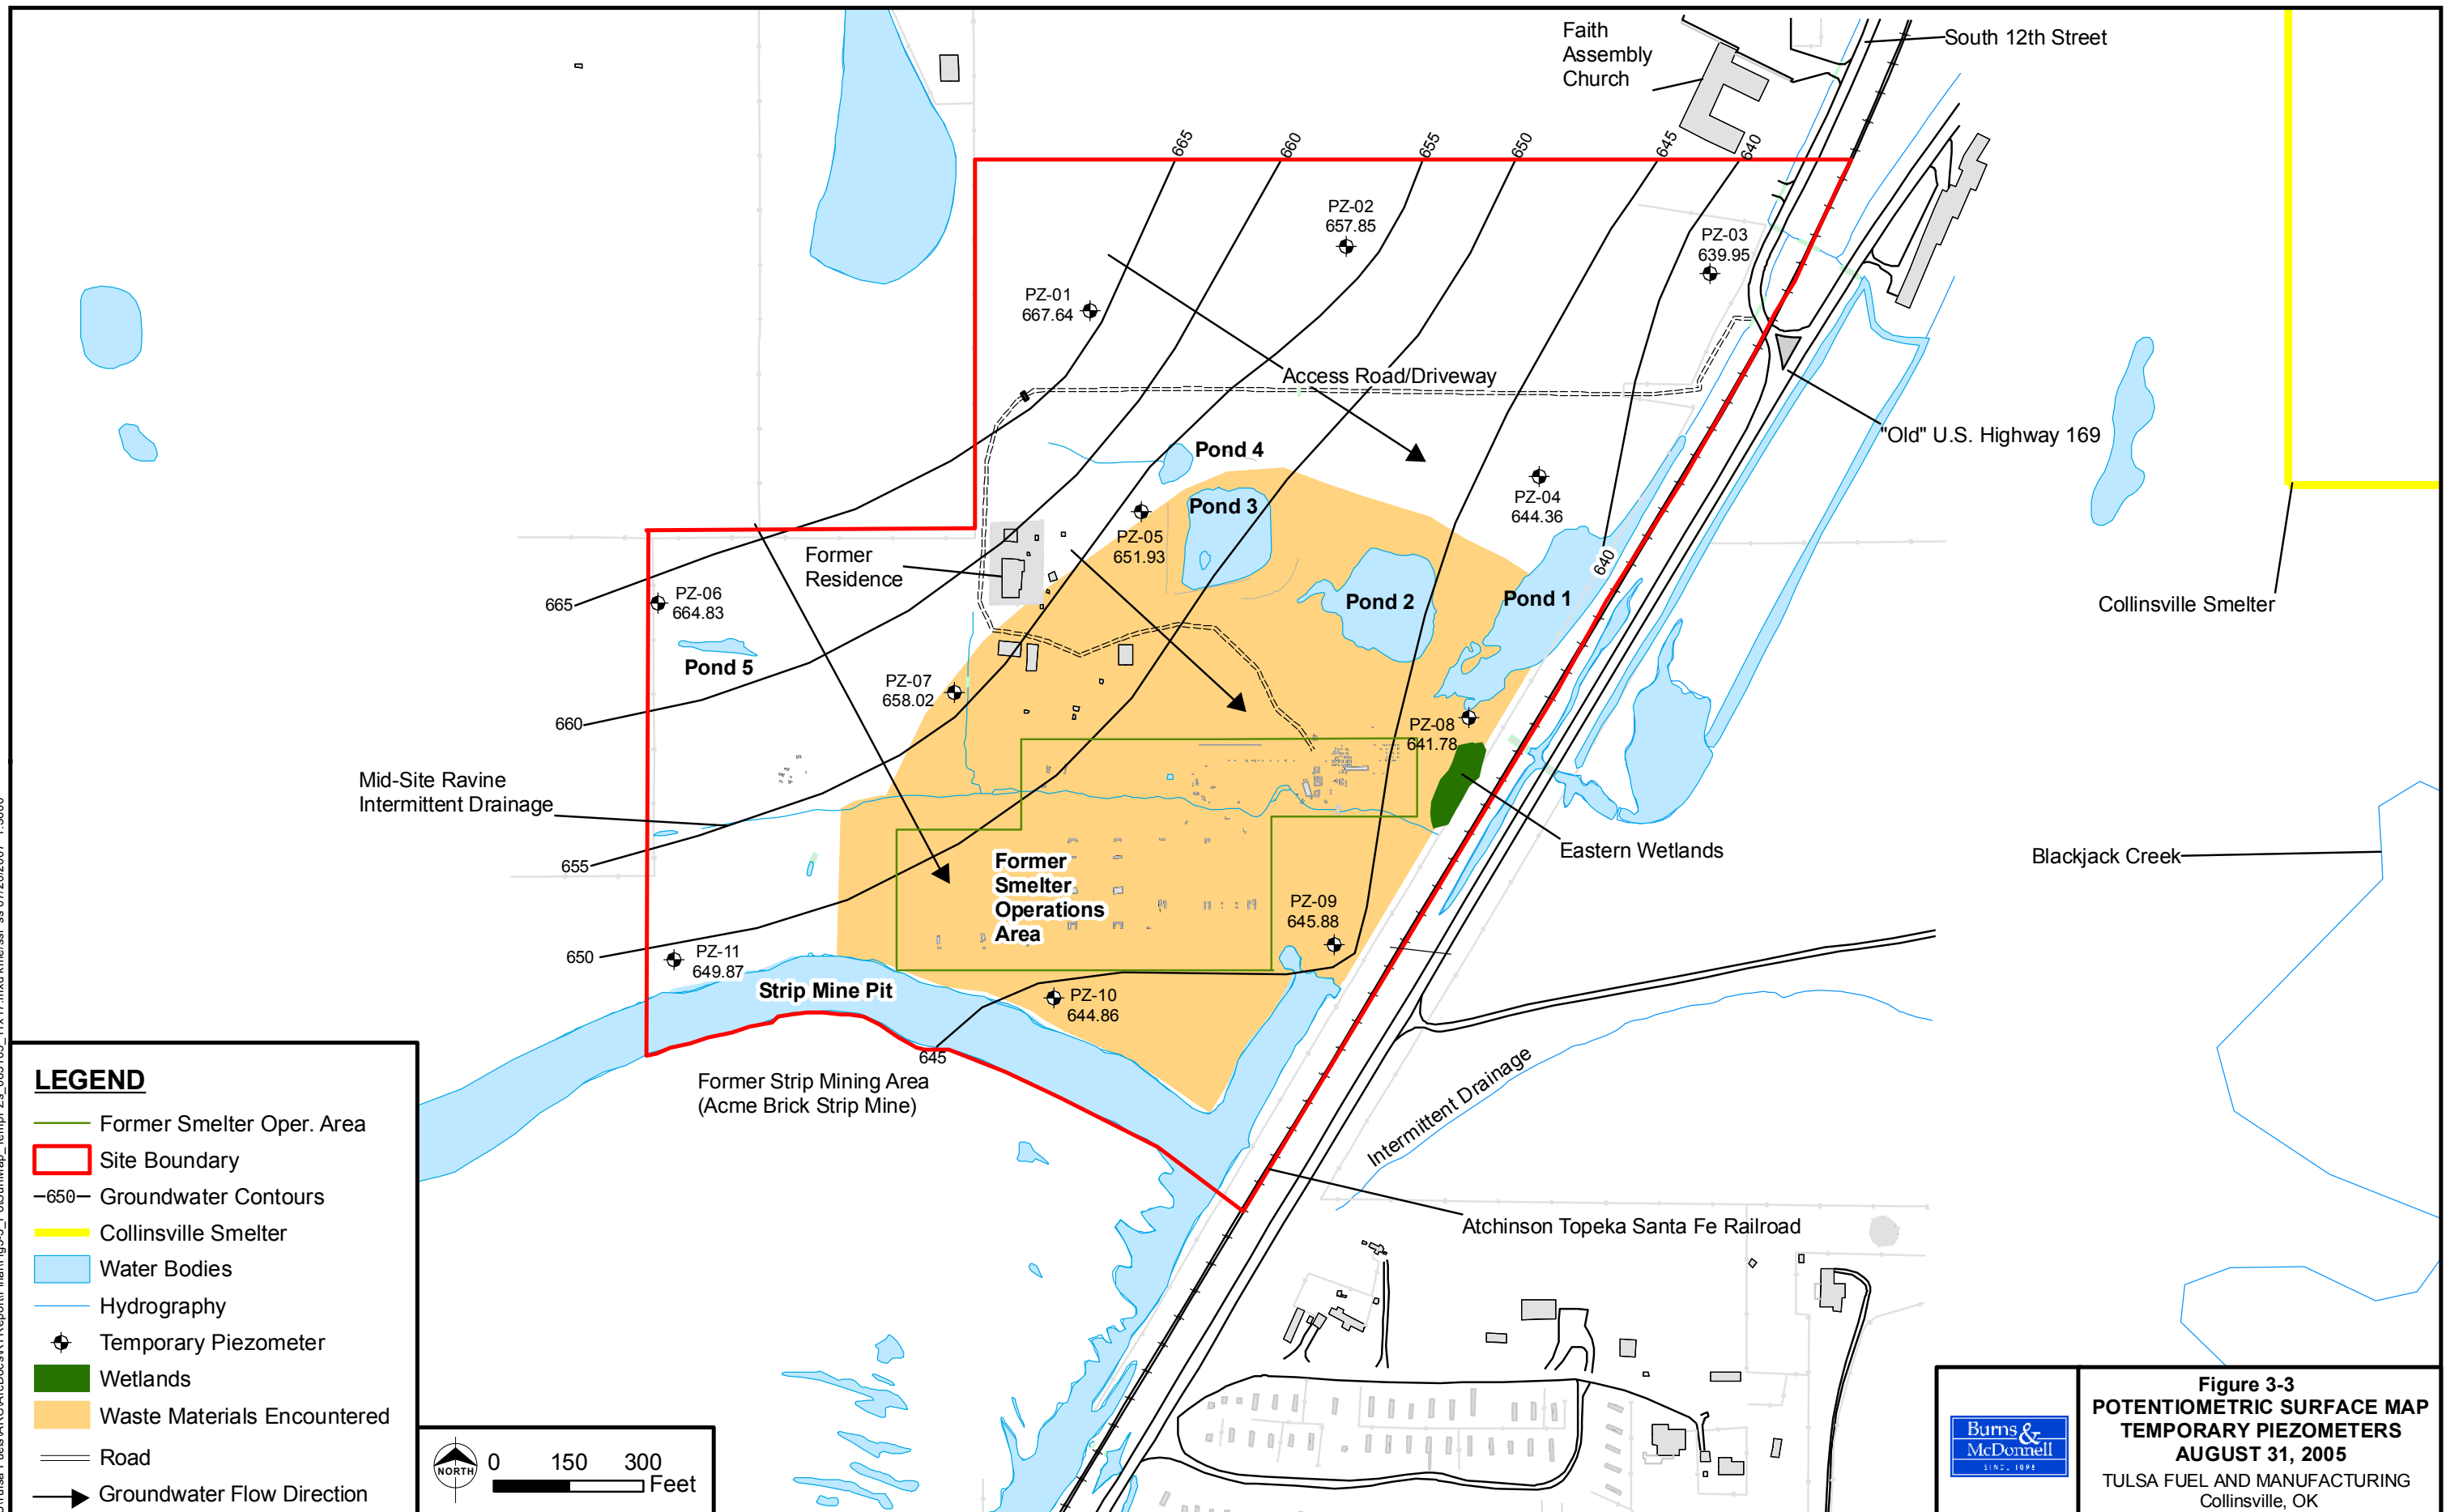 Faith
Assembly
Church
South 12th Street
665
660
655
650
645
640
PZ-02
657.85
PZ-03
639.95
PZ-01
667.64
Access Road/Driveway
"Old" U.S. Highway 169
Pond 4
Pond 3
PZ-04
644.36
PZ-05
651.93
Former
Residence
640
Pond 2
Pond 1
Collinsville Smelter
665
PZ-06
664.83
Pond 5
PZ-07
658.02
660
PZ-08
641.78
Mid-Site Ravine
Intermittent Drainage
Eastern Wetlands
Blackjack Creek
655
Former
Smelter
Operations
Area
PZ-09
645.88
650
PZ-11
649.87
Strip Mine Pit
PZ-10
644.86
645
Former Strip Mining Area
(Acme Brick Strip Mine)
Intermittent Drainage
Atchinson Topeka Santa Fe Railroad
LEGEND
Former Smelter Oper. Area
Site Boundary
650 Groundwater Contours
Collinsville Smelter
Water Bodies
Hydrography
Temporary Piezometer
Wetlands
Waste Materials Encountered
Road
Groundwater Flow Direction
NORTH
0 150 300
Feet
Burns &
McDonnell
SINCE 1898
Figure 3-3
POTENTIOMETRIC SURFACE MAP
TEMPORARY PIEZOMETERS
AUGUST 31, 2005
TULSA FUEL AND MANUFACTURING
Collinsville, OK